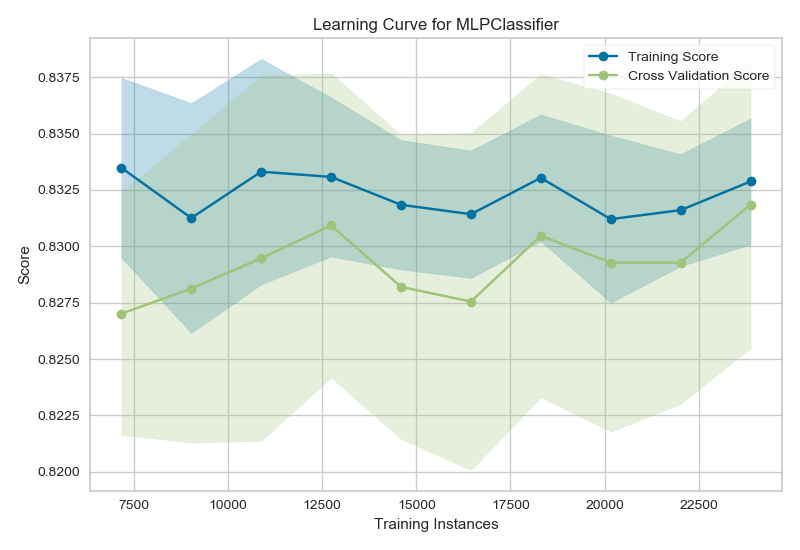 Learning Curve for MLPClassifier
Training Score
Cross Validation Score
Score
0.8375
0.8350
0.8325
0.8300
0.8275
0.8250
0.8225
0.8200
7500 10000 12500 15000 17500 20000 22500
Training Instances